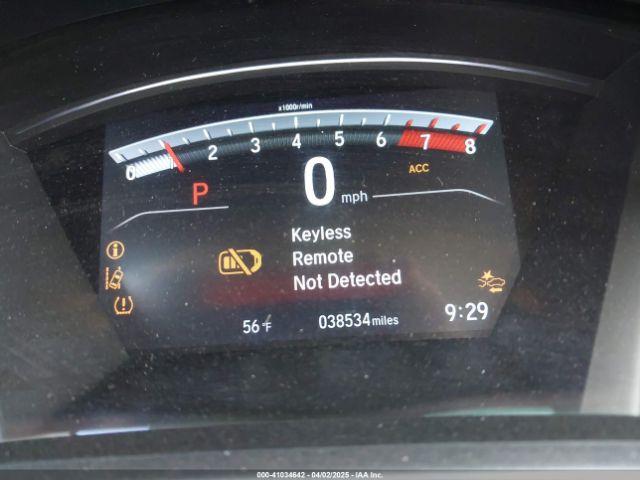 x1000r/min
0 2 3 4 5 6 7 8
P 0 mph ACC
Keyless
Remote
Not Detected
56°F 038534 miles 9:29
000-41034642 / 04/02/2025 - IAA Inc.